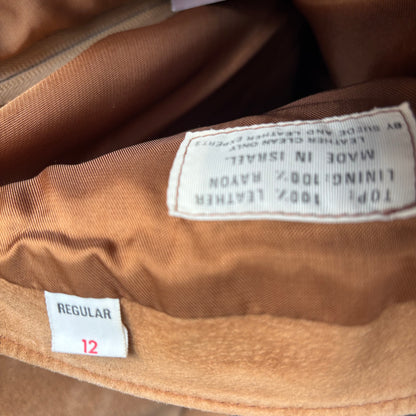 TOP: 100% LEATHER
LINING: 100% RAYON
MADE IN ISRAEL
LEATHER CLEAN ONLY
BY SUEDE AND LEATHER EXPERTS
REGULAR
12